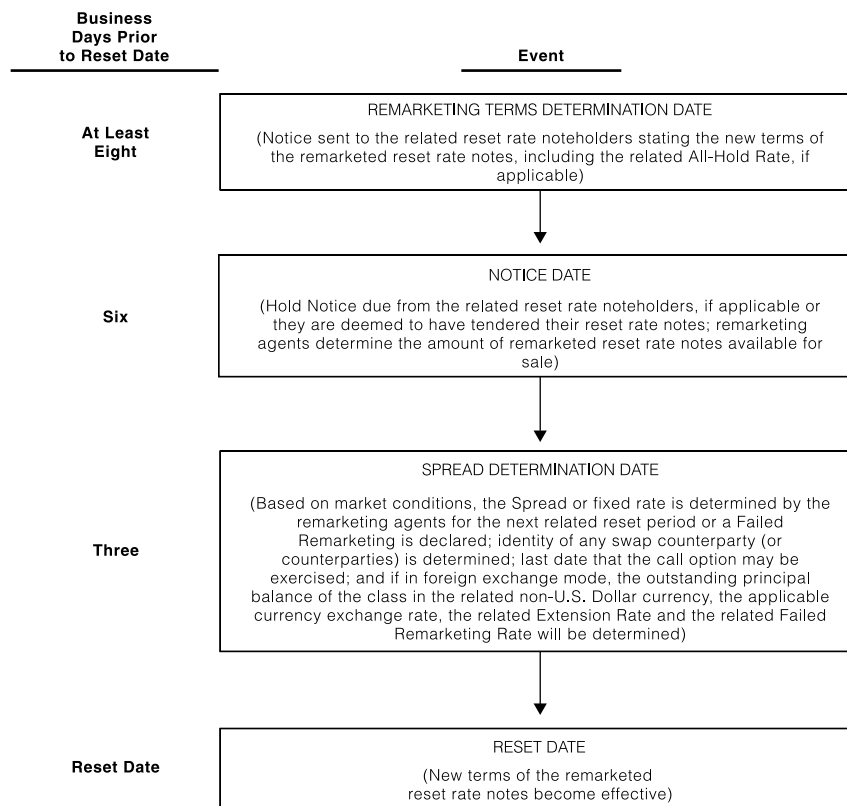 Business
Days Prior
to Reset Date
Event
At Least
Eight
REMARKETING TERMS DETERMINATION DATE
(Notice sent to the related reset rate noteholders stating the new terms of
the remarketed reset rate notes, including the related All-Hold Rate, if
applicable)
Six
NOTICE DATE
(Hold Notice due from the related reset rate noteholders, if applicable or
they are deemed to have tendered their reset rate notes; remarketing
agents determine the amount of remarketed reset rate notes available for
sale)
Three
SPREAD DETERMINATION DATE
(Based on market conditions, the Spread or fixed rate is determined by the
remarketing agents for the next related reset period or a Failed
Remarketing is declared; identity of any swap counterparty (or
counterparties) is determined; last date that the call option may be
exercised; and if in foreign exchange mode, the outstanding principal
balance of the class in the related non-U.S. Dollar currency, the applicable
currency exchange rate, the related Extension Rate and the related Failed
Remarketing Rate will be determined)
Reset Date
RESET DATE
(New terms of the remarketed
reset rate notes become effective)